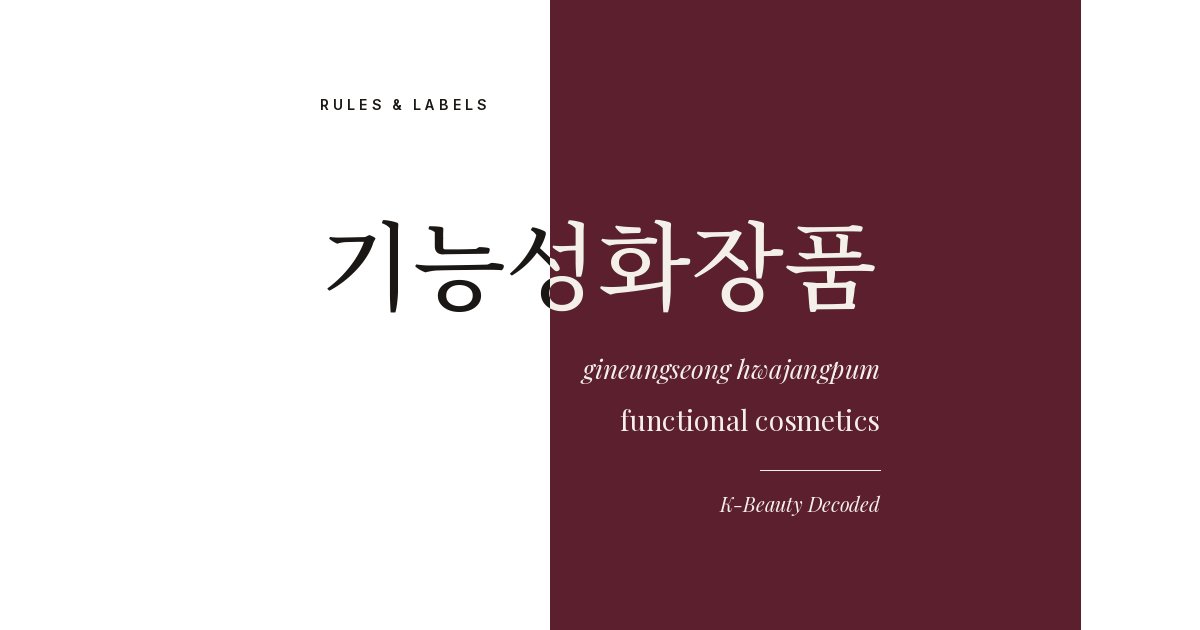 RULES & LABELS
기능성화장품
gineungseong hwajangpum
functional cosmetics
K-Beauty Decoded